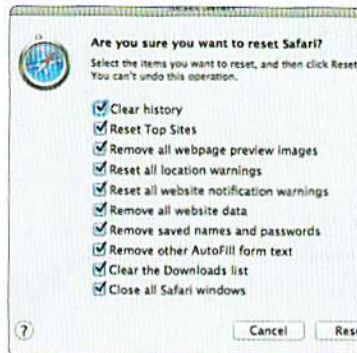 Are you sure you want to reset Safari?
Select the items you want to reset, and then click Reset
You can't undo this operation.
Clear history
Reset Top Sites
Remove all webpage preview images
Reset all location warnings
Reset all website notification warnings
Remove all website data
Remove saved names and passwords
Remove other AutoFill form text
Clear the Downloads list
Close all Safari windows
? Cancel Rese